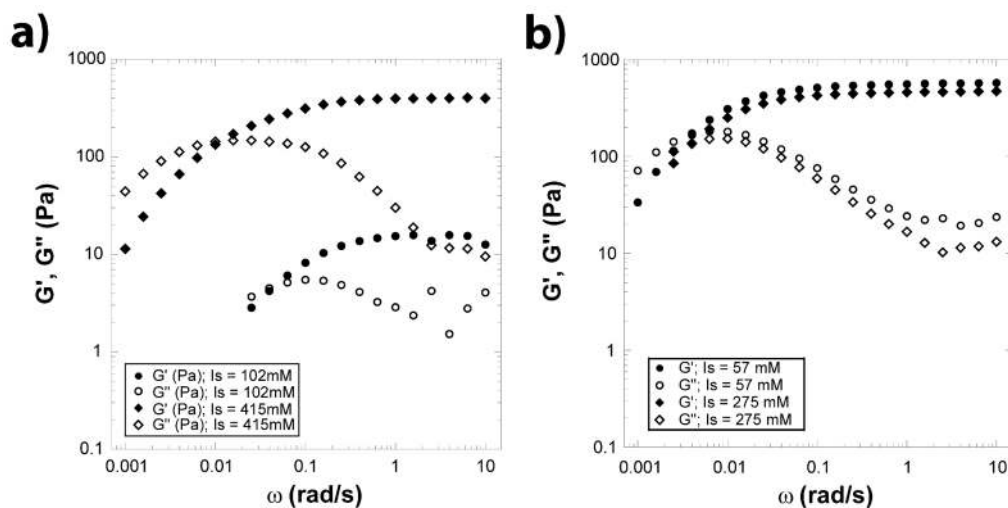 a)
1000
100
10
1
0.1
G', G" (Pa)
G' (Pa); Is = 102mM
G" (Pa); Is = 102mM
G' (Pa); Is = 415mM
G" (Pa); Is = 415mM
0.001 0.01 0.1 1 10
ω (rad/s)
b)
1000
100
10
1
0.1
G', G" (Pa)
G'; Is = 57 mM
G"; Is = 57 mM
G'; Is = 275 mM
G"; Is = 275 mM
0.001 0.01 0.1 1 10
ω (rad/s)